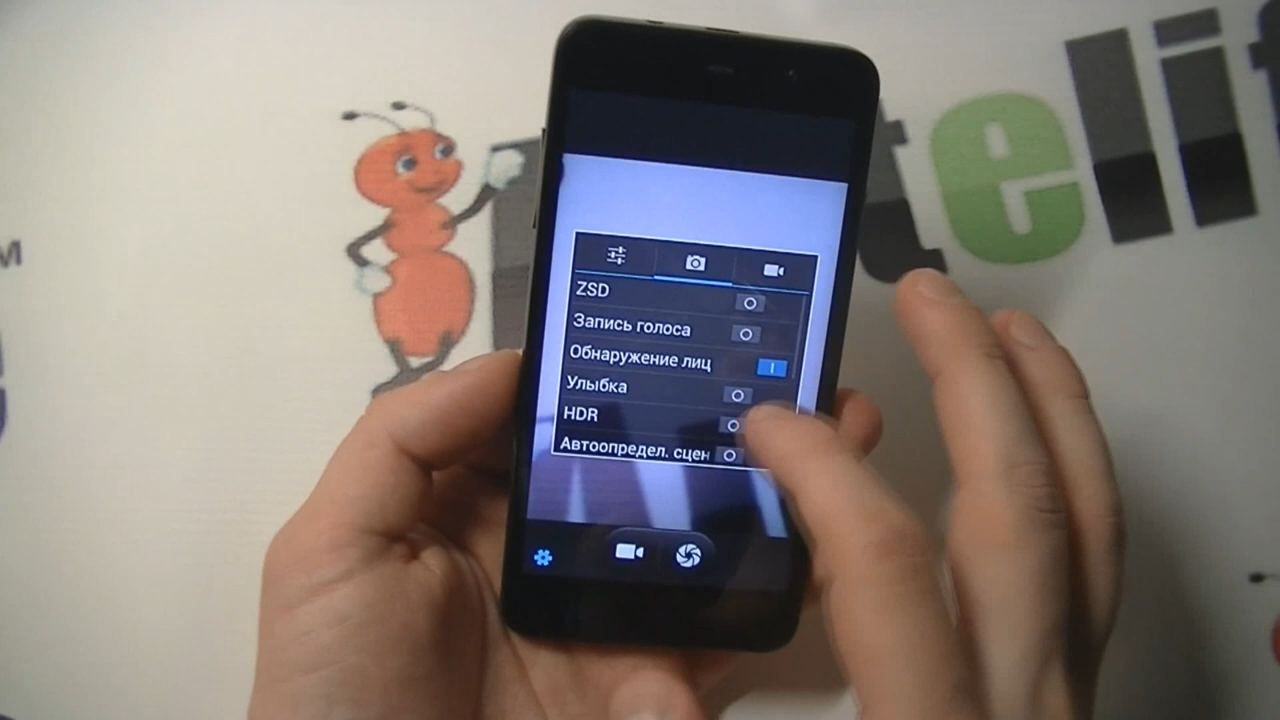 ZSD
Запись голоса
Обнаружение лиц
Улыбка
HDR
Автоопредел. сцен